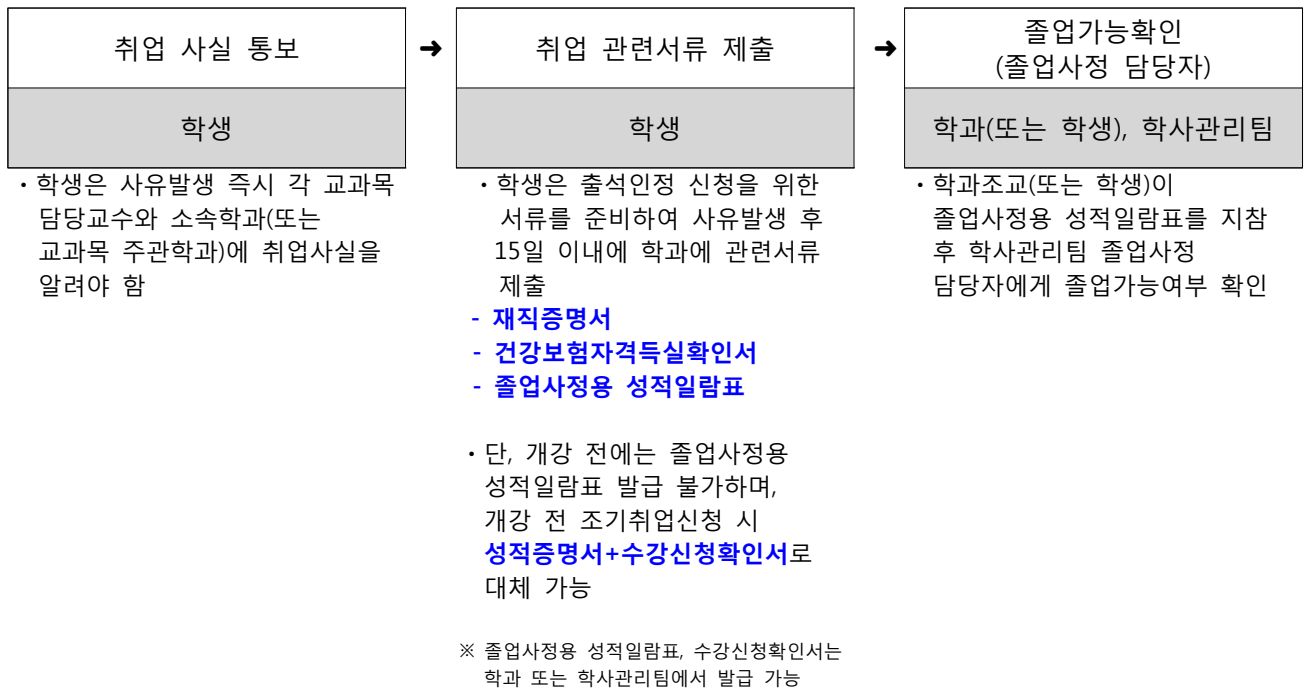 취업 사실 통보
➜
취업 관련서류 제출
➜
졸업가능확인
(졸업사정 담당자)
학생
학생
학과(또는 학생), 학사관리팀
・학생은 사유발생 즉시 각 교과목
담당교수와 소속학과(또는
교과목 주관학과)에 취업사실을
알려야 함
・학생은 출석인정 신청을 위한
서류를 준비하여 사유발생 후
15일 이내에 학과에 관련서류
제출
- 재직증명서
- 건강보험자격득실확인서
- 졸업사정용 성적일람표
・단, 개강 전에는 졸업사정용
성적일람표 발급 불가하며,
개강 전 조기취업신청 시
성적증명서+수강신청확인서로
대체 가능
※ 졸업사정용 성적일람표, 수강신청확인서는
학과 또는 학사관리팀에서 발급 가능
・학과조교(또는 학생)이
졸업사정용 성적일람표를 지참
후 학사관리팀 졸업사정
담당자에게 졸업가능여부 확인